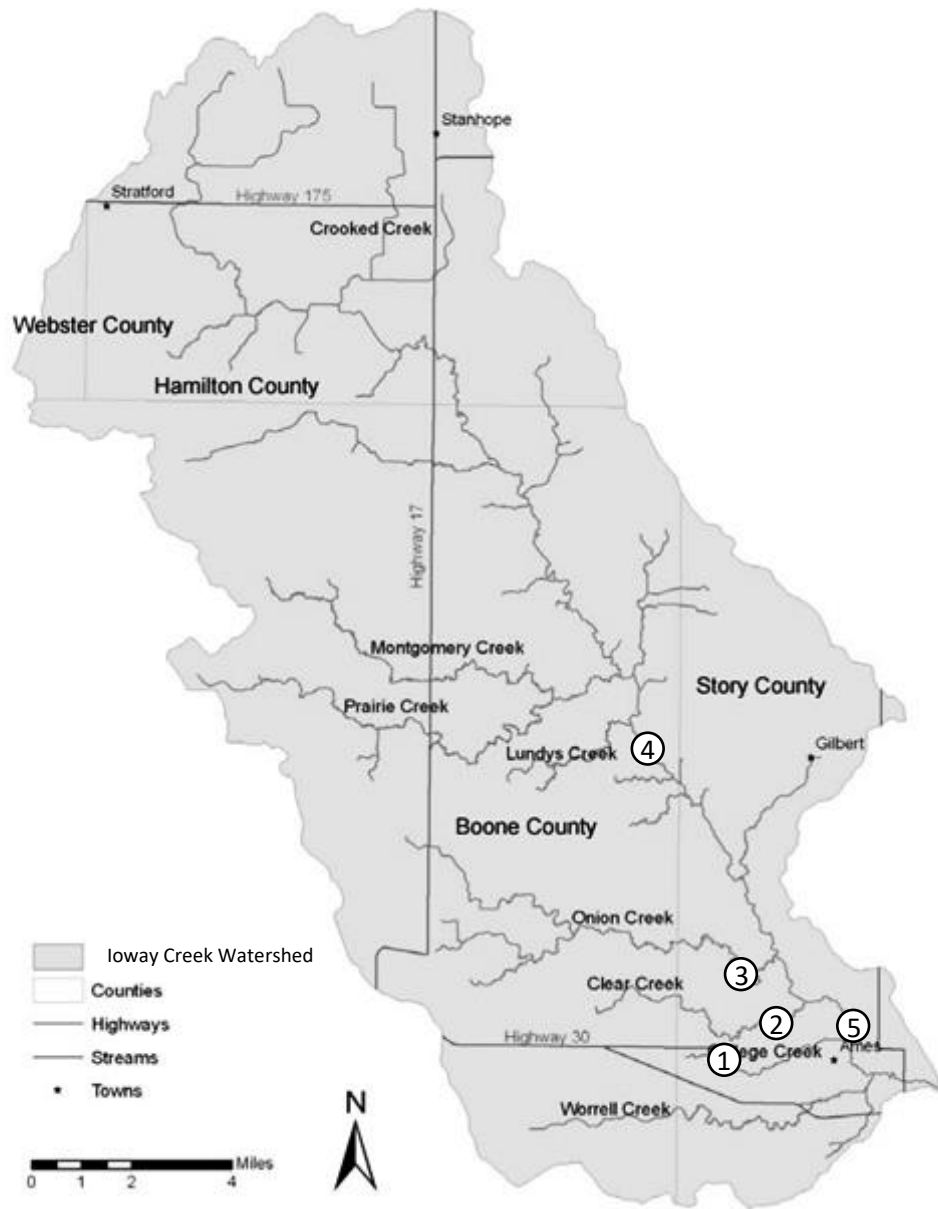 Stanhope
Stratford
Highway 175
Crooked Creek
Webster County
Hamilton County
Highway 17
Montgomery Creek
Story County
Prairie Creek
Gilbert
Lundys Creek
4
Boone County
Onion Creek
3
Clear Creek
2
5
Highway 30
1
ege Creek
Ames
Worrell Creek
Ioway Creek Watershed
Counties
Highways
Streams
Towns
N
Miles
0 1 2 4